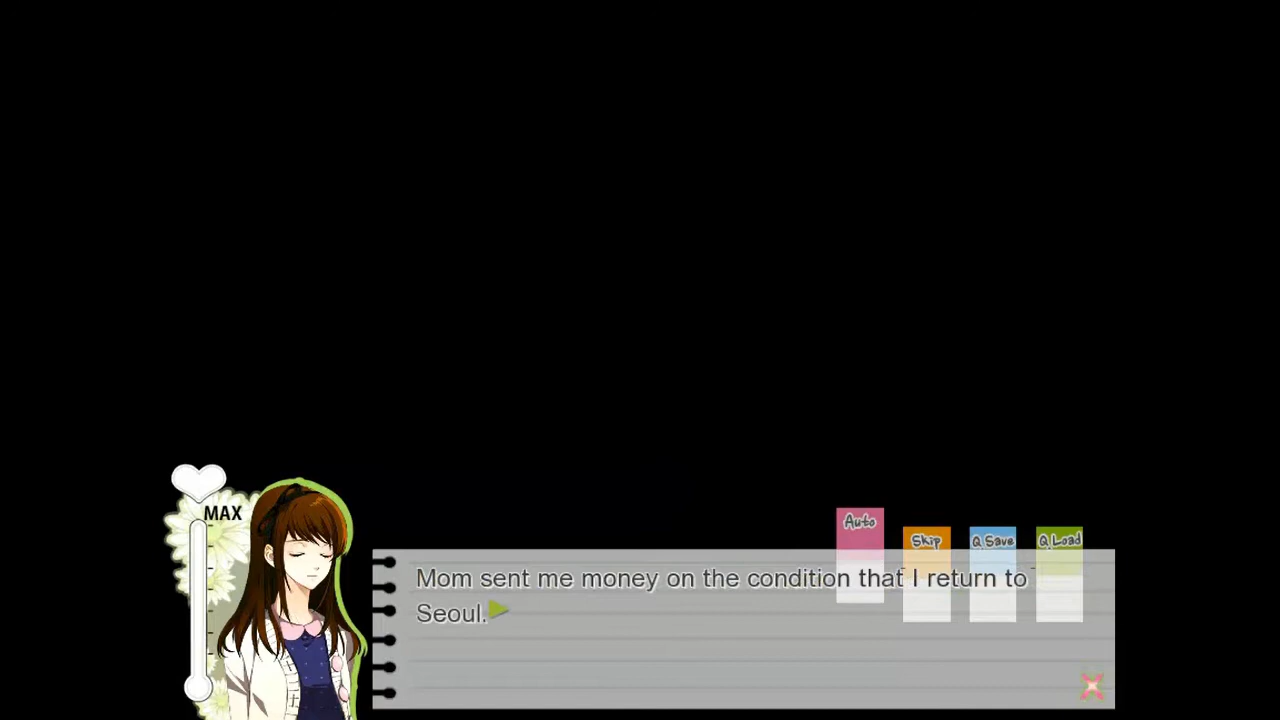 MAX
Auto
Skip
Q.Save
Q.Load
Mom sent me money on the condition that I return to
Seoul.